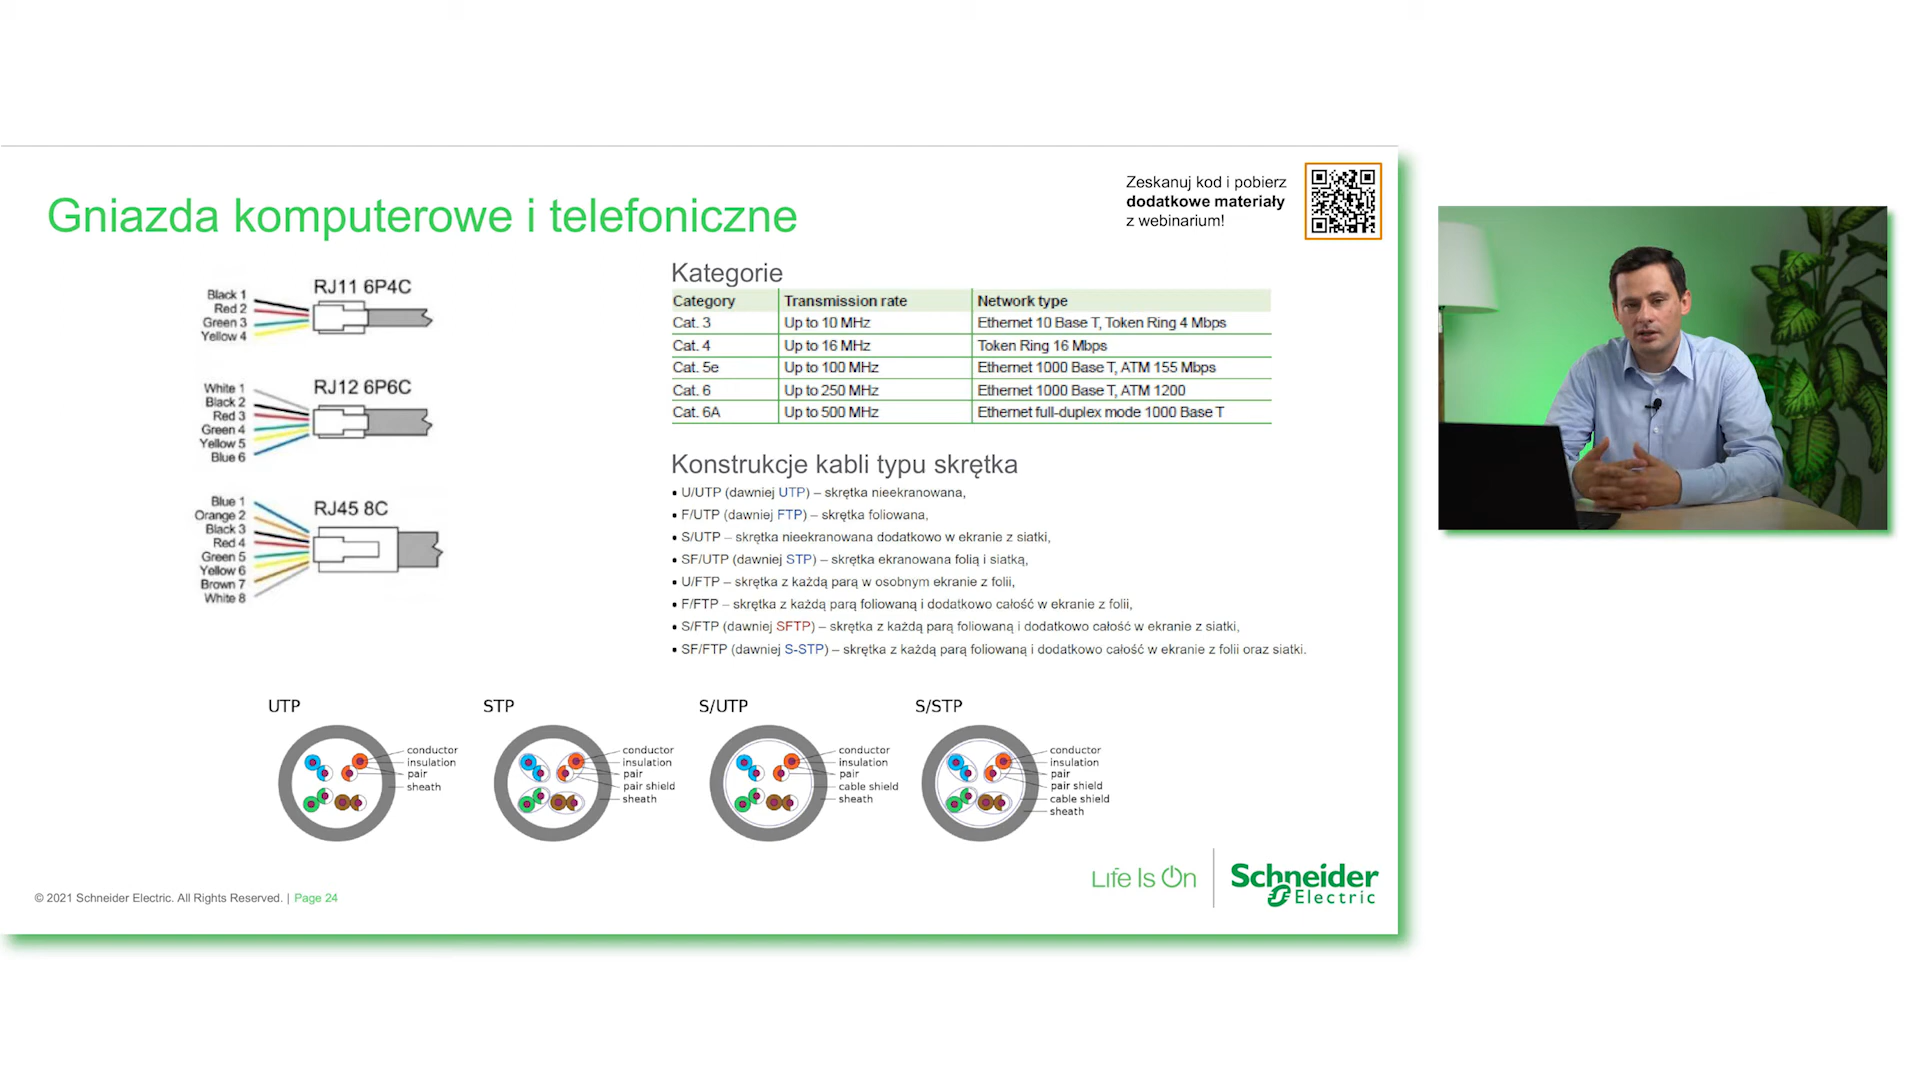 Zeskanuj kod i pobierz
dodatkowe materiały
z webinarium!
Gniazda komputerowe i telefoniczne
RJ11 6P4C
Black 1
Red 2
Green 3
Yellow 4
RJ12 6P6C
White 1
Black 2
Red 3
Green 4
Yellow 5
Blue 6
RJ45 8C
Blue 1
Orange 2
Black 3
Red 4
Green 5
Yellow 6
Brown 7
White 8
Kategorie
Category Transmission rate Network type
Cat. 3 Up to 10 MHz Ethernet 10 Base T, Token Ring 4 Mbps
Cat. 4 Up to 16 MHz Token Ring 16 Mbps
Cat. 5e Up to 100 MHz Ethernet 1000 Base T, ATM 155 Mbps
Cat. 6 Up to 250 MHz Ethernet 1000 Base T, ATM 1200
Cat. 6A Up to 500 MHz Ethernet full-duplex mode 1000 Base T
Konstrukcje kabli typu skrętka
• U/UTP (dawniej UTP) – skrętka nieekranowana,
• F/UTP (dawniej FTP) – skrętka foliowana,
• S/UTP – skrętka nieekranowana dodatkowo w ekranie z siatki,
• SF/UTP (dawniej STP) – skrętka ekranowana folią i siatką,
• U/FTP – skrętka z każdą parą w osobnym ekranie z folii,
• F/FTP – skrętka z każdą parą foliowaną i dodatkowo całość w ekranie z folii,
• S/FTP (dawniej SFTP) – skrętka z każdą parą foliowaną i dodatkowo całość w ekranie z siatki,
• SF/FTP (dawniej S-STP) – skrętka z każdą parą foliowaną i dodatkowo całość w ekranie z folii oraz siatki.
UTP
conductor
insulation
pair
sheath
STP
conductor
insulation
pair
pair shield
sheath
S/UTP
conductor
insulation
pair
cable shield
sheath
S/STP
conductor
insulation
pair
pair shield
cable shield
sheath
Life Is On
Schneider
Electric
© 2021 Schneider Electric. All Rights Reserved. | Page 24